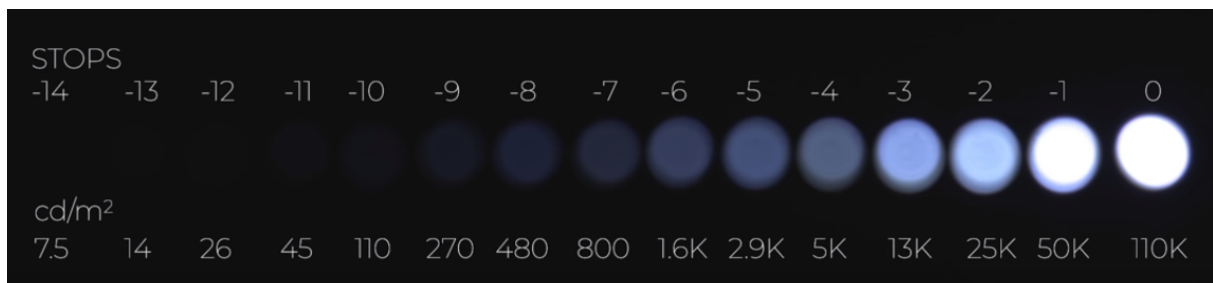 STOPS
-14 -13 -12 -11 -10 -9 -8 -7 -6 -5 -4 -3 -2 -1 0
cd/m²
7.5 14 26 45 110 270 480 800 1.6K 2.9K 5K 13K 25K 50K 110K